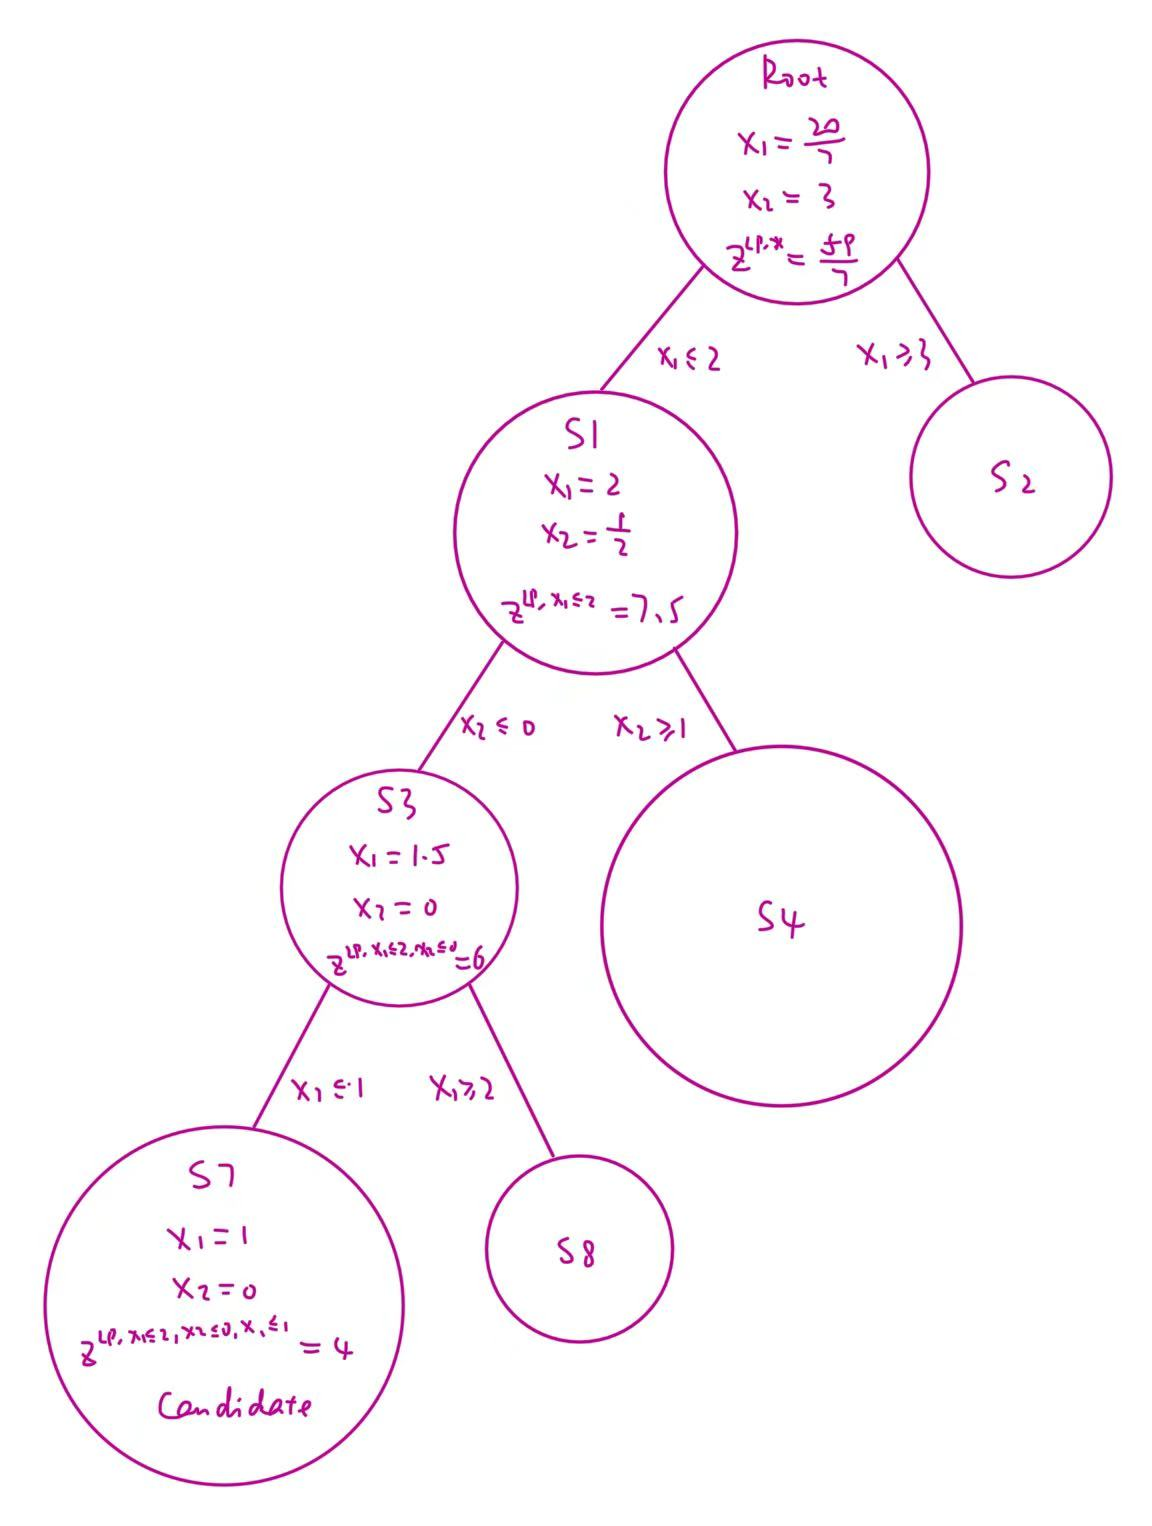 Root
x₁ = 20/7
x₂ = 3
z^{LP,*} = 59/7
x₁ ≤ 2
x₁ ≥ 3
S1
x₁ = 2
x₂ = 1/2
z^{LP, x₁≤2} = 7.5
S2
x₂ ≤ 0
x₂ ≥ 1
S3
x₁ = 1.5
x₂ = 0
z^{LP, x₁≤2, x₂≤0} = 6
S4
x₁ ≤ 1
x₁ ≥ 2
S7
x₁ = 1
x₂ = 0
z^{LP, x₁≤2, x₂≤0, x₁≤1} = 4
Candidate
S8